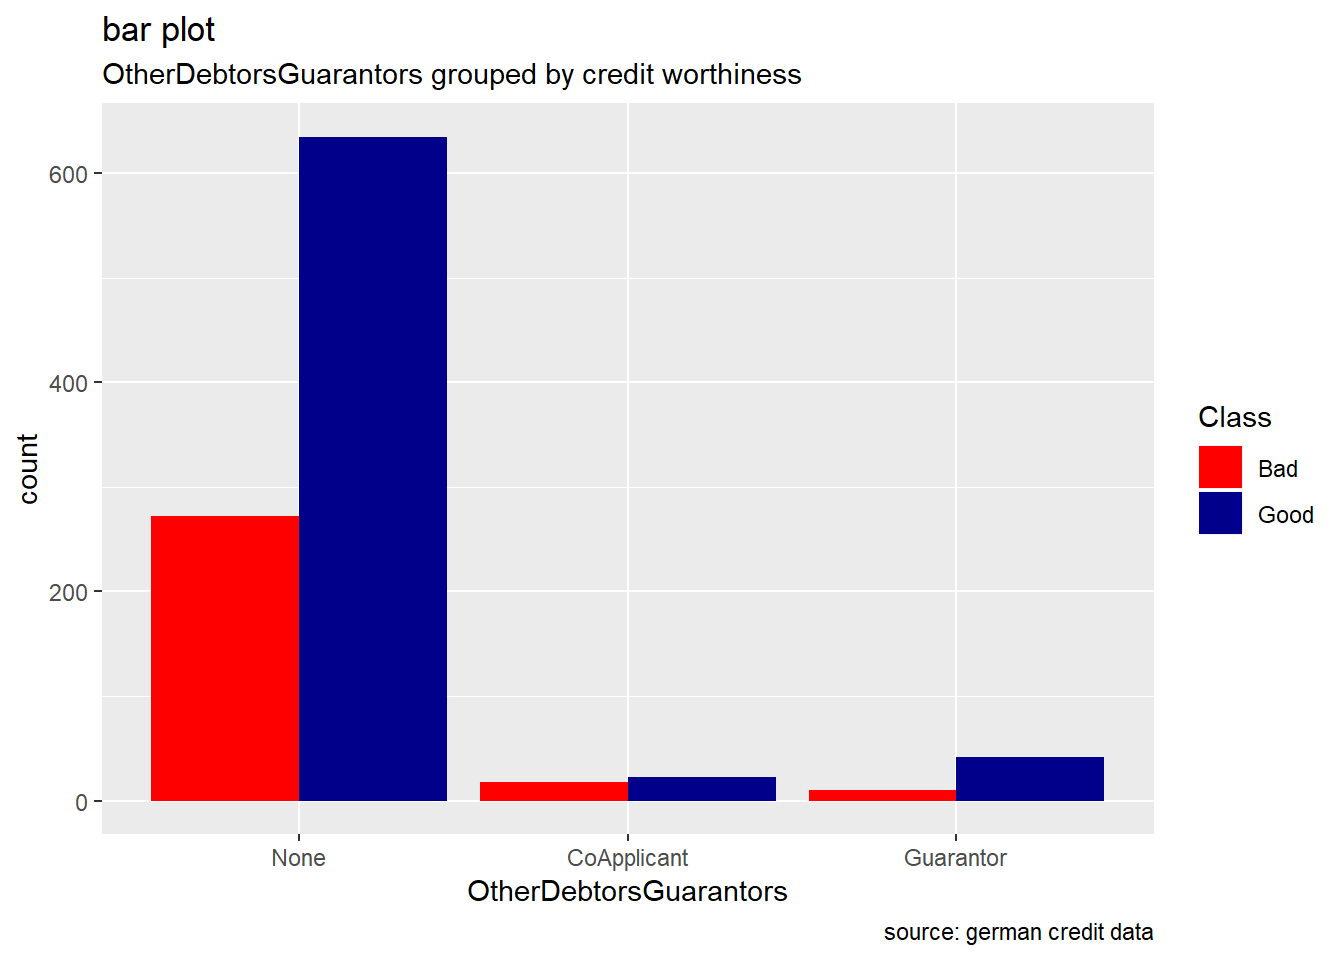 bar plot
OtherDebtorsGuarantors grouped by credit worthiness
600
400
200
0
count
None CoApplicant Guarantor
OtherDebtorsGuarantors
Class
Bad
Good
source: german credit data